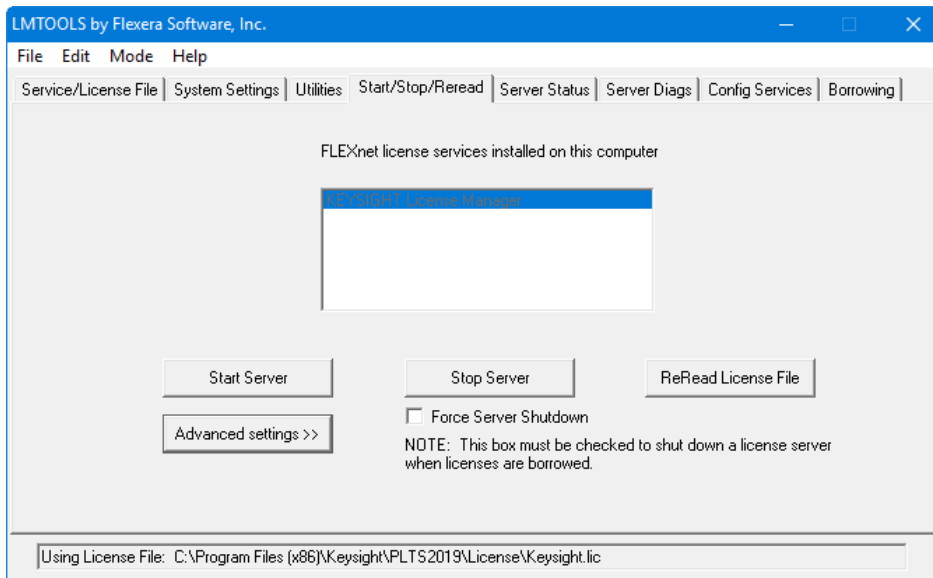 LMTOOLS by Flexera Software, Inc.
File Edit Mode Help
Service/License File System Settings Utilities Start/Stop/Reread Server Status Server Diags Config Services Borrowing
FLEXnet license services installed on this computer
KEYSIGHT License Manager
Start Server Stop Server ReRead License File
Advanced settings >> Force Server Shutdown
NOTE: This box must be checked to shut down a license server
when licenses are borrowed.
Using License File: C:\Program Files (x86)\Keysight\PLTS2019\License\Keysight.lic